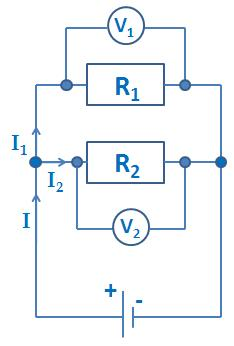 V₁
R₁
I₁
R₂
I₂
I
V₂
+ -